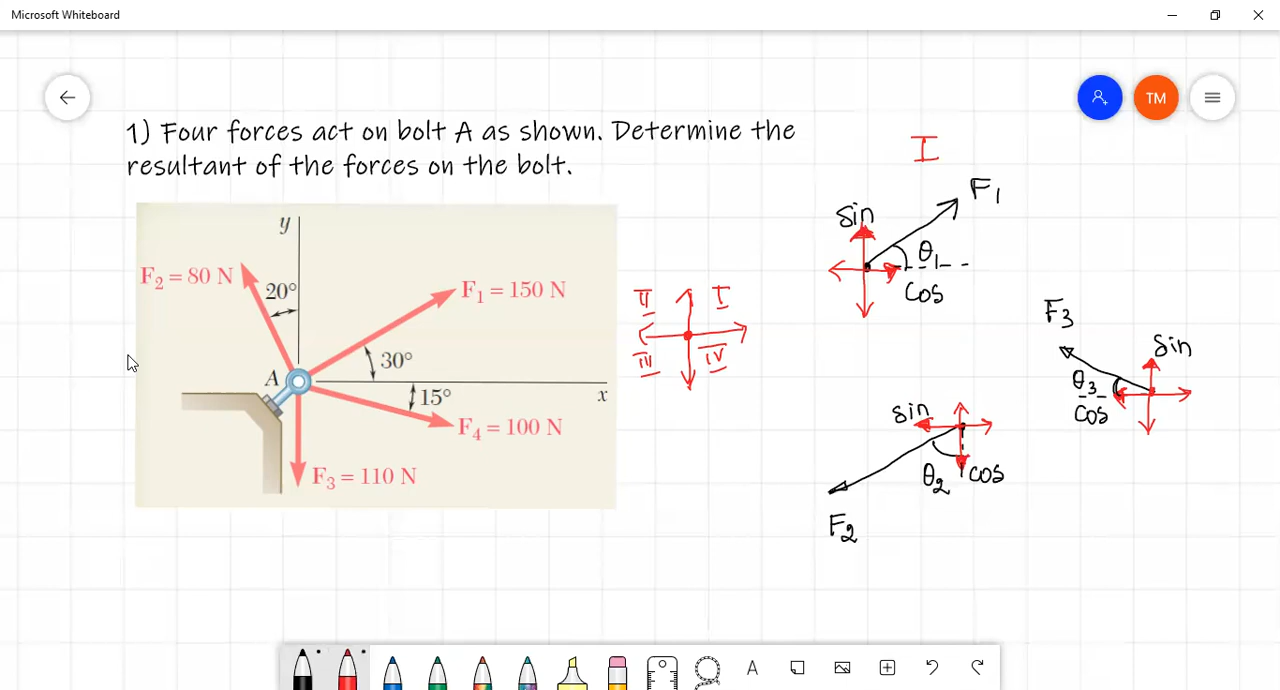 Microsoft Whiteboard
TM
1) Four forces act on bolt A as shown. Determine the
resultant of the forces on the bolt.
y
F₂ = 80 N
20°
F₁ = 150 N
A
30°
15°
x
F₄ = 100 N
F₃ = 110 N
II
I
III
IV
I
F₁
sin
θ₁
cos
F₃
sin
θ₃
cos
sin
θ₂
cos
F₂
A